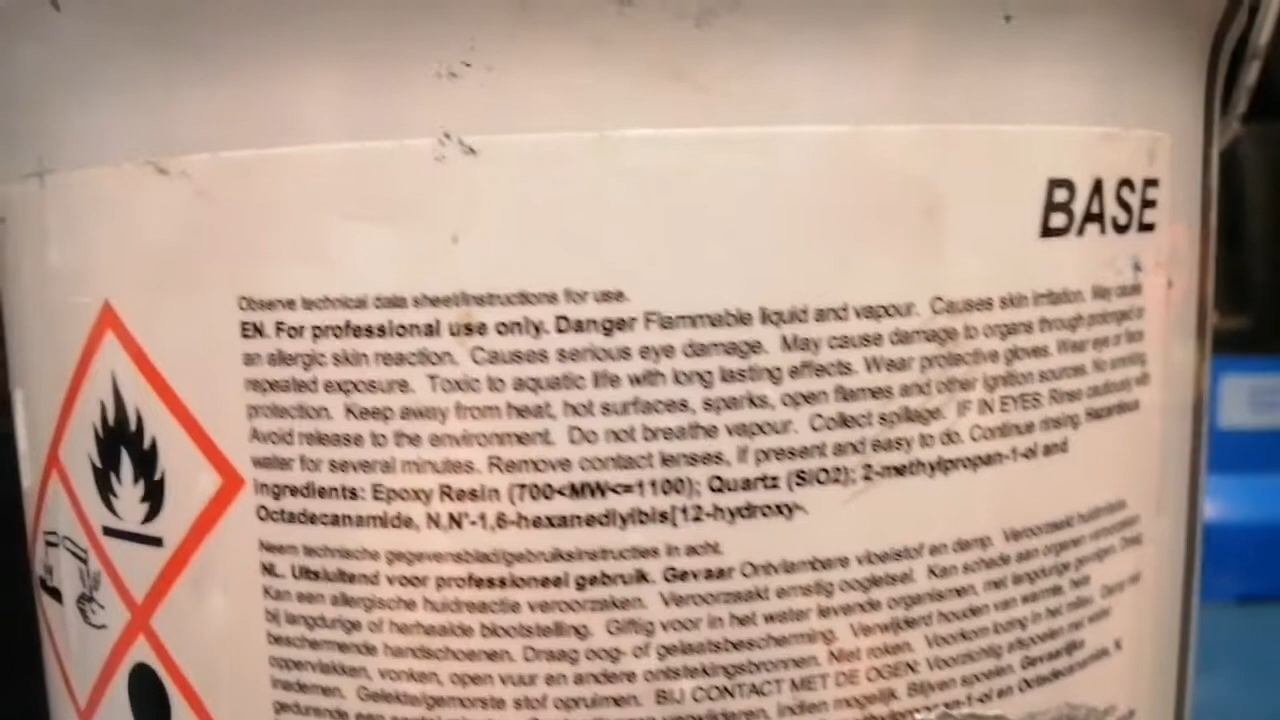 BASE
Observe technical data sheet/instructions for use.
EN. For professional use only. Danger Flammable liquid and vapour. Causes skin irritation. May cause
an allergic skin reaction. Causes serious eye damage. May cause damage to organs through prolonged or
repeated exposure. Toxic to aquatic life with long lasting effects. Wear protective gloves. Wear eye or face
protection. Keep away from heat, hot surfaces, sparks, open flames and other ignition sources. No smoking.
Avoid release to the environment. Do not breathe vapour. Collect spillage. IF IN EYES: Rinse cautiously with
water for several minutes. Remove contact lenses, if present and easy to do. Continue rinsing. Hazardous
ingredients: Epoxy Resin (700<MW<=1100); Quartz (SiO2); 2-methylpropan-1-ol and
Octadecanamide, N,N'-1,6-hexanediylbis[12-hydroxy-.
Neem technische gegevensblad/gebruiksinstructies in acht.
NL. Uitsluitend voor professioneel gebruik. Gevaar Ontvlambare vloeistof en damp. Veroorzaakt huidirritatie.
Kan een allergische huidreactie veroorzaken. Veroorzaakt ernstig oogletsel. Kan schade aan organen veroorzaken
bij langdurige of herhaalde blootstelling. Giftig voor in het water levende organismen, met langdurige gevolgen. Draag
beschermende handschoenen. Draag oog- of gelaatsbescherming. Verwijderd houden van warmte, hete
oppervlakken, vonken, open vuur en andere ontstekingsbronnen. Niet roken. Voorkom lozing in het milieu. Damp niet
inademen. Gelekte/gemorste stof opruimen. BIJ CONTACT MET DE OGEN: Voorzichtig afspoelen met water
gedurende een aantal minuten; indien mogelijk. Blijven spoelen. Gevaarlijke